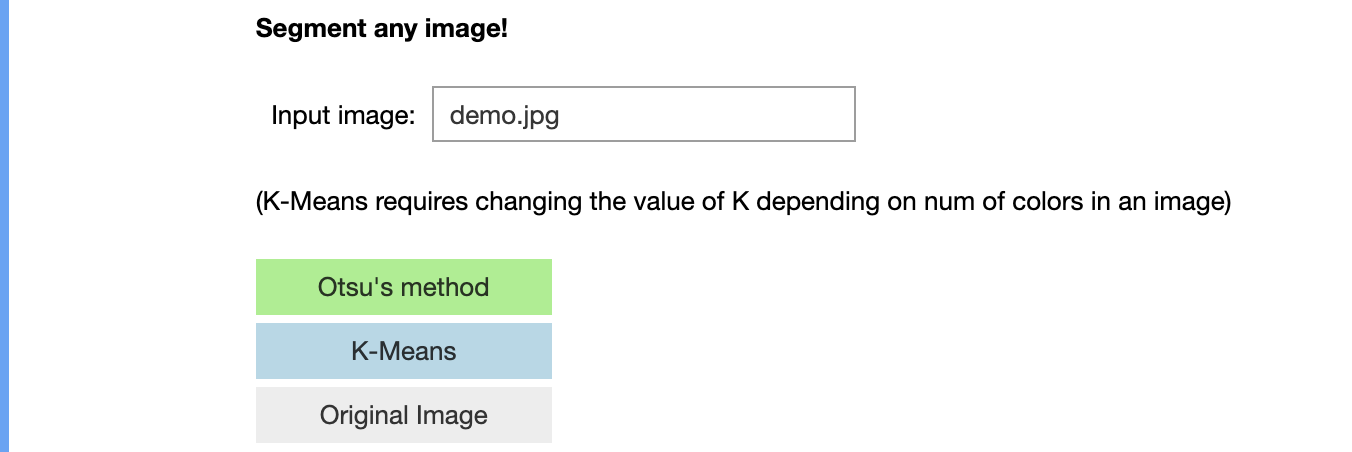 Segment any image!
Input image: demo.jpg
(K-Means requires changing the value of K depending on num of colors in an image)
Otsu's method
K-Means
Original Image